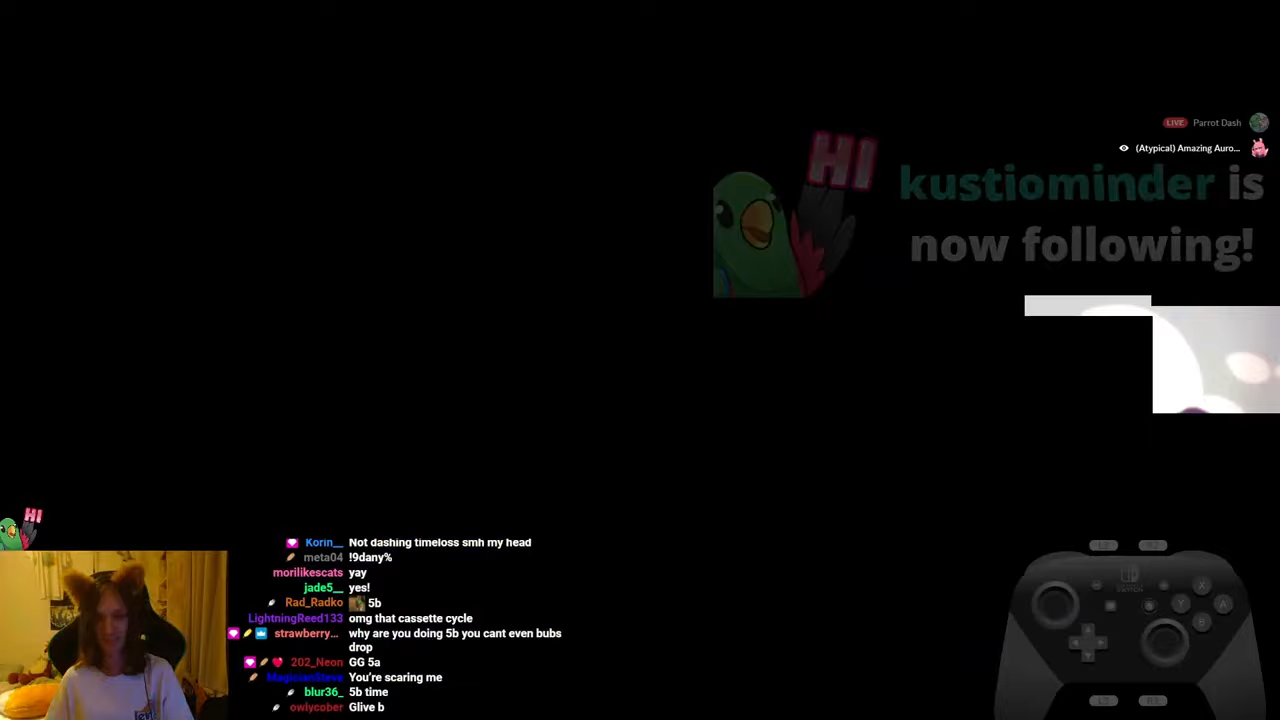 LIVE Parrot Dash
(Atypical) Amazing Auro...
HI
kustiominder is
now following!
HI
Korin__ Not dashing timeloss smh my head
meta04 !9dany%
morilikescats yay
jade5_ yes!
Rad_Radko 5b
LightningReed133 omg that cassette cycle
strawberry... why are you doing 5b you cant even bubs
drop
202_Neon GG 5a
MagicianSteve You're scaring me
blur36_ 5b time
owlycober Glive b
X
Y A
B